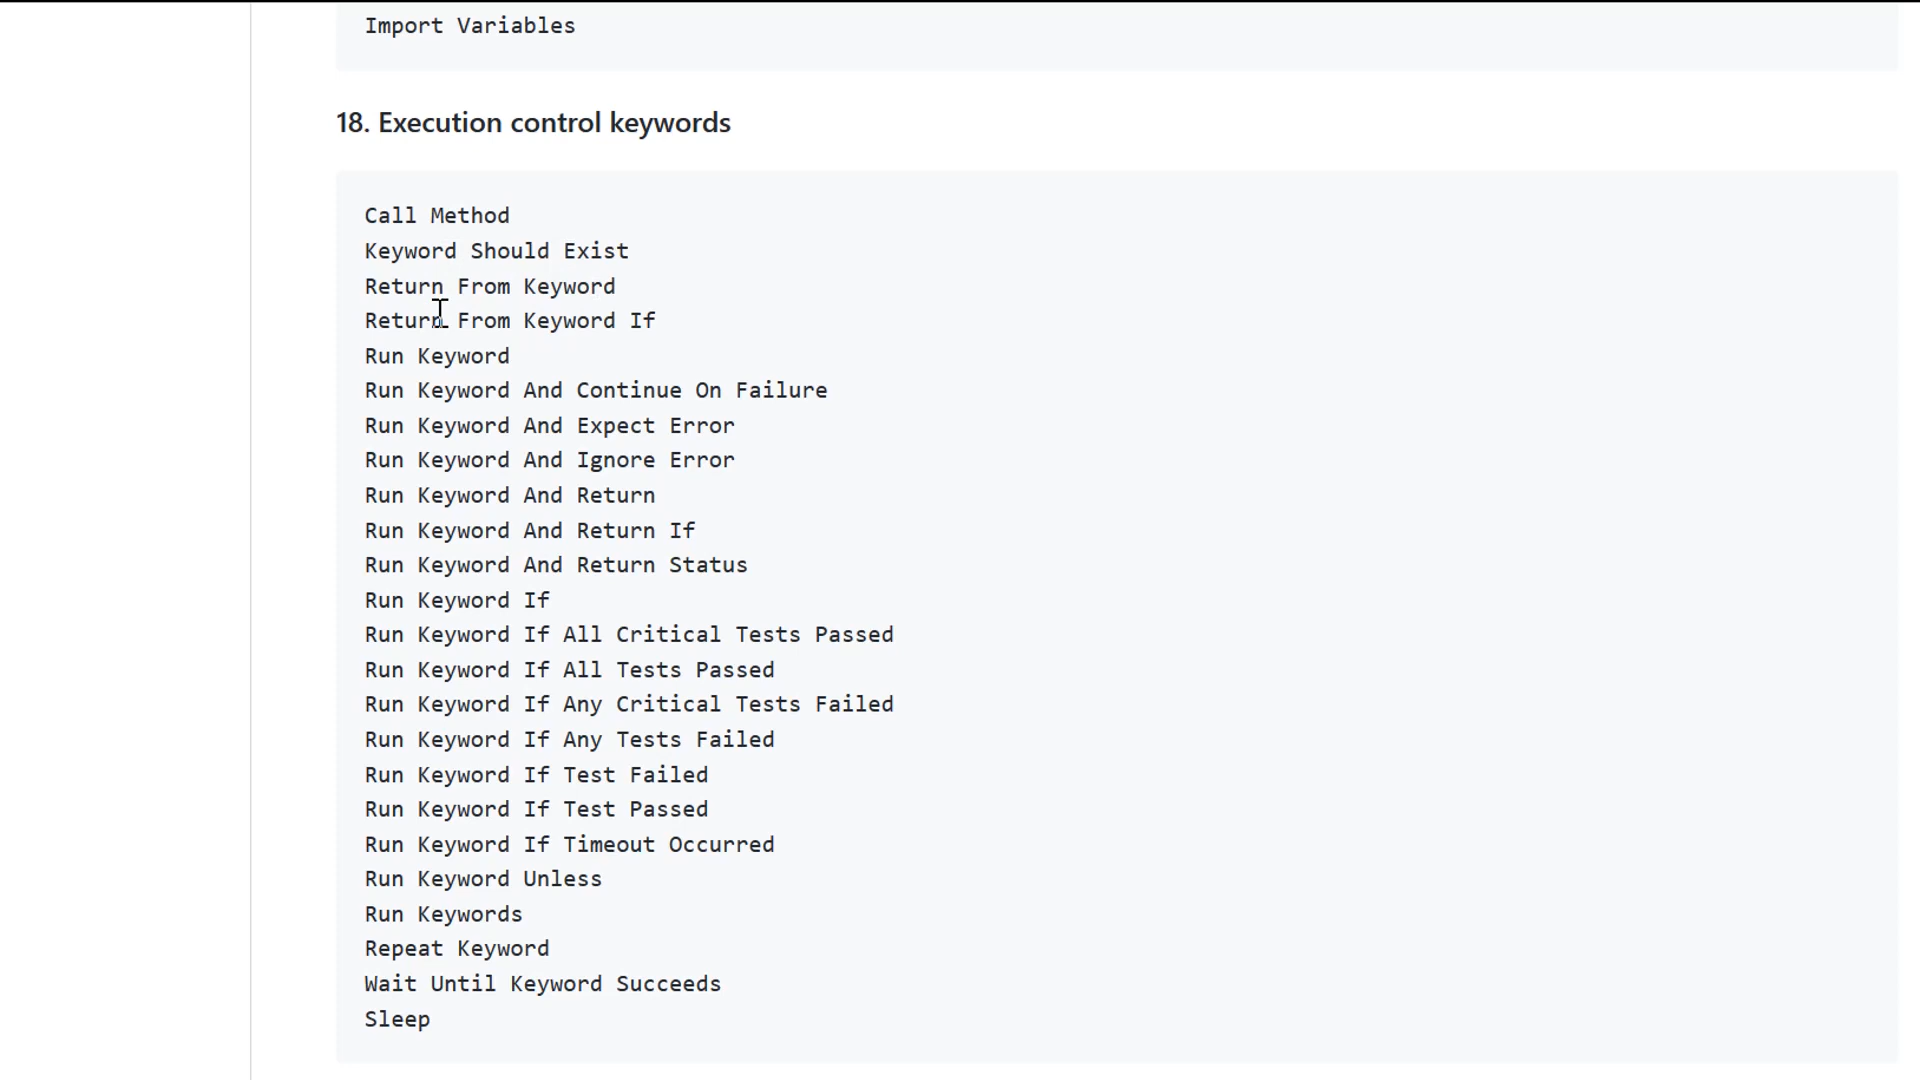 Import Variables
18. Execution control keywords
Call Method
Keyword Should Exist
Return From Keyword
Return From Keyword If
Run Keyword
Run Keyword And Continue On Failure
Run Keyword And Expect Error
Run Keyword And Ignore Error
Run Keyword And Return
Run Keyword And Return If
Run Keyword And Return Status
Run Keyword If
Run Keyword If All Critical Tests Passed
Run Keyword If All Tests Passed
Run Keyword If Any Critical Tests Failed
Run Keyword If Any Tests Failed
Run Keyword If Test Failed
Run Keyword If Test Passed
Run Keyword If Timeout Occurred
Run Keyword Unless
Run Keywords
Repeat Keyword
Wait Until Keyword Succeeds
Sleep